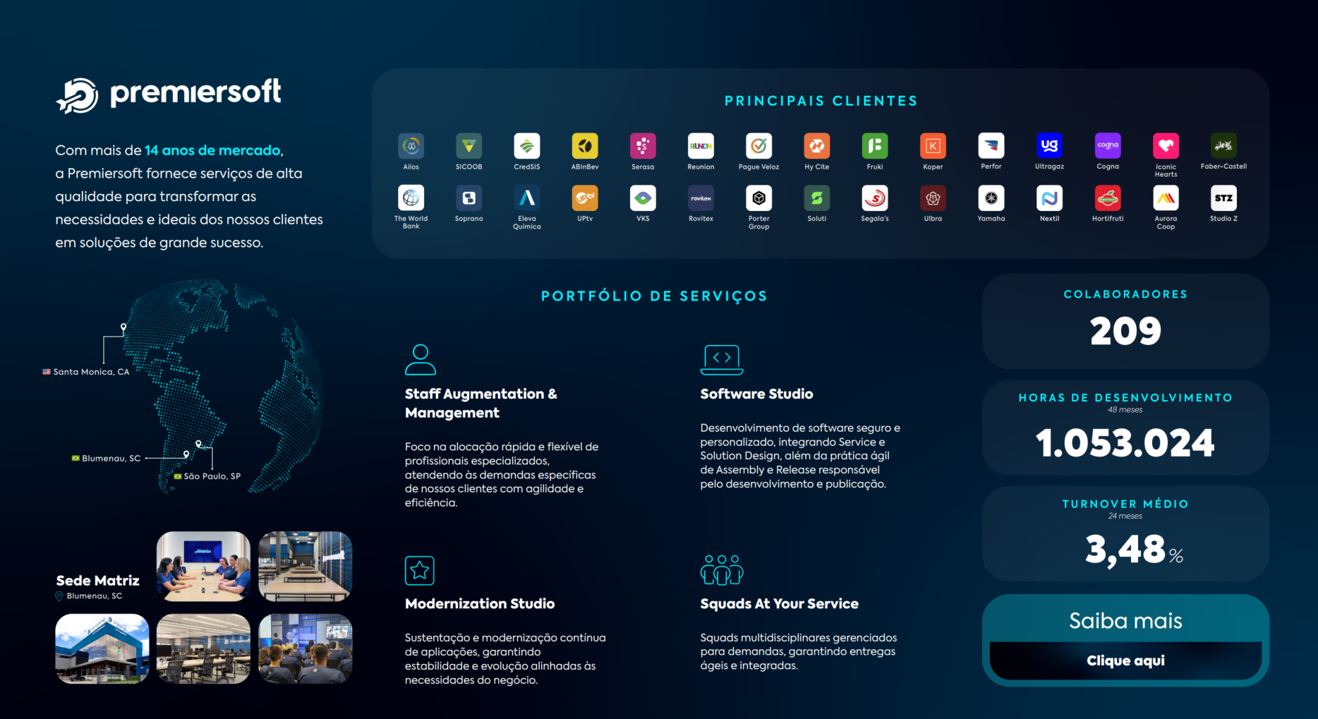 premiersoft
Com mais de 14 anos de mercado,
a Premiersoft fornece serviços de alta
qualidade para transformar as
necessidades e ideais dos nossos clientes
em soluções de grande sucesso.
PRINCIPAIS CLIENTES
Ailos
SICOOB
CredSIS
ABInBev
Serasa
Reunion
Pague Veloz
Hy Cite
Fruki
Koper
Perfor
Ultragaz
Cogna
Iconic
Hearts
Faber-Castell
The World
Bank
Soprano
Eleva
Química
UPtv
VKS
Rovitex
Porter
Group
Soluti
Segala's
Ulbra
Yamaha
Nextil
Hortifruti
Aurora
Coop
Studio Z
Santa Monica, CA
Blumenau, SC
São Paulo, SP
Sede Matriz
Blumenau, SC
PORTFÓLIO DE SERVIÇOS
Staff Augmentation &
Management
Foco na alocação rápida e flexível de
profissionais especializados,
atendendo às demandas específicas
de nossos clientes com agilidade e
eficiência.
Software Studio
Desenvolvimento de software seguro e
personalizado, integrando Service e
Solution Design, além da prática ágil
de Assembly e Release responsável
pelo desenvolvimento e publicação.
Modernization Studio
Sustentação e modernização contínua
de aplicações, garantindo
estabilidade e evolução alinhadas às
necessidades do negócio.
Squads At Your Service
Squads multidisciplinares gerenciados
para demandas, garantindo entregas
ágeis e integradas.
COLABORADORES
209
HORAS DE DESENVOLVIMENTO
48 meses
1.053.024
TURNOVER MÉDIO
24 meses
3,48%
Saiba mais
Clique aqui